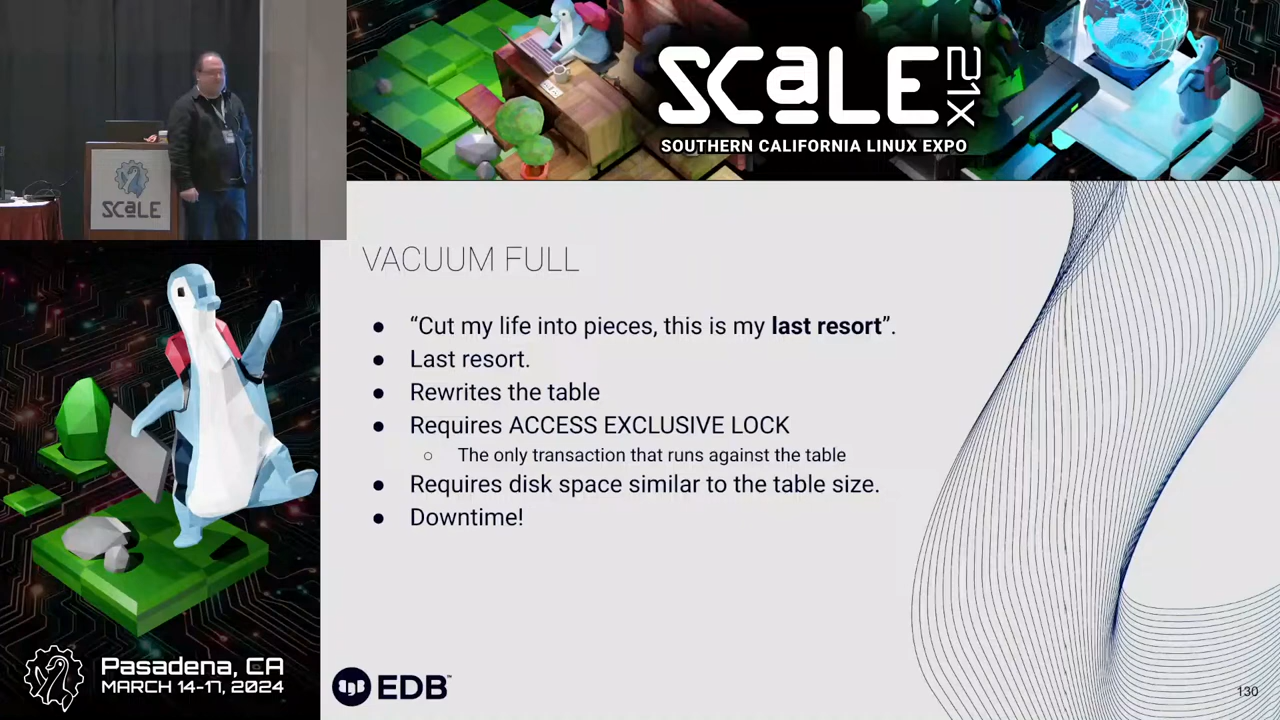 SCaLE 21X
SOUTHERN CALIFORNIA LINUX EXPO
SCaLE
VACUUM FULL
● “Cut my life into pieces, this is my last resort”.
● Last resort.
● Rewrites the table
● Requires ACCESS EXCLUSIVE LOCK
○ The only transaction that runs against the table
● Requires disk space similar to the table size.
● Downtime!
Pasadena, CA
MARCH 14-17, 2024
EDB™
130